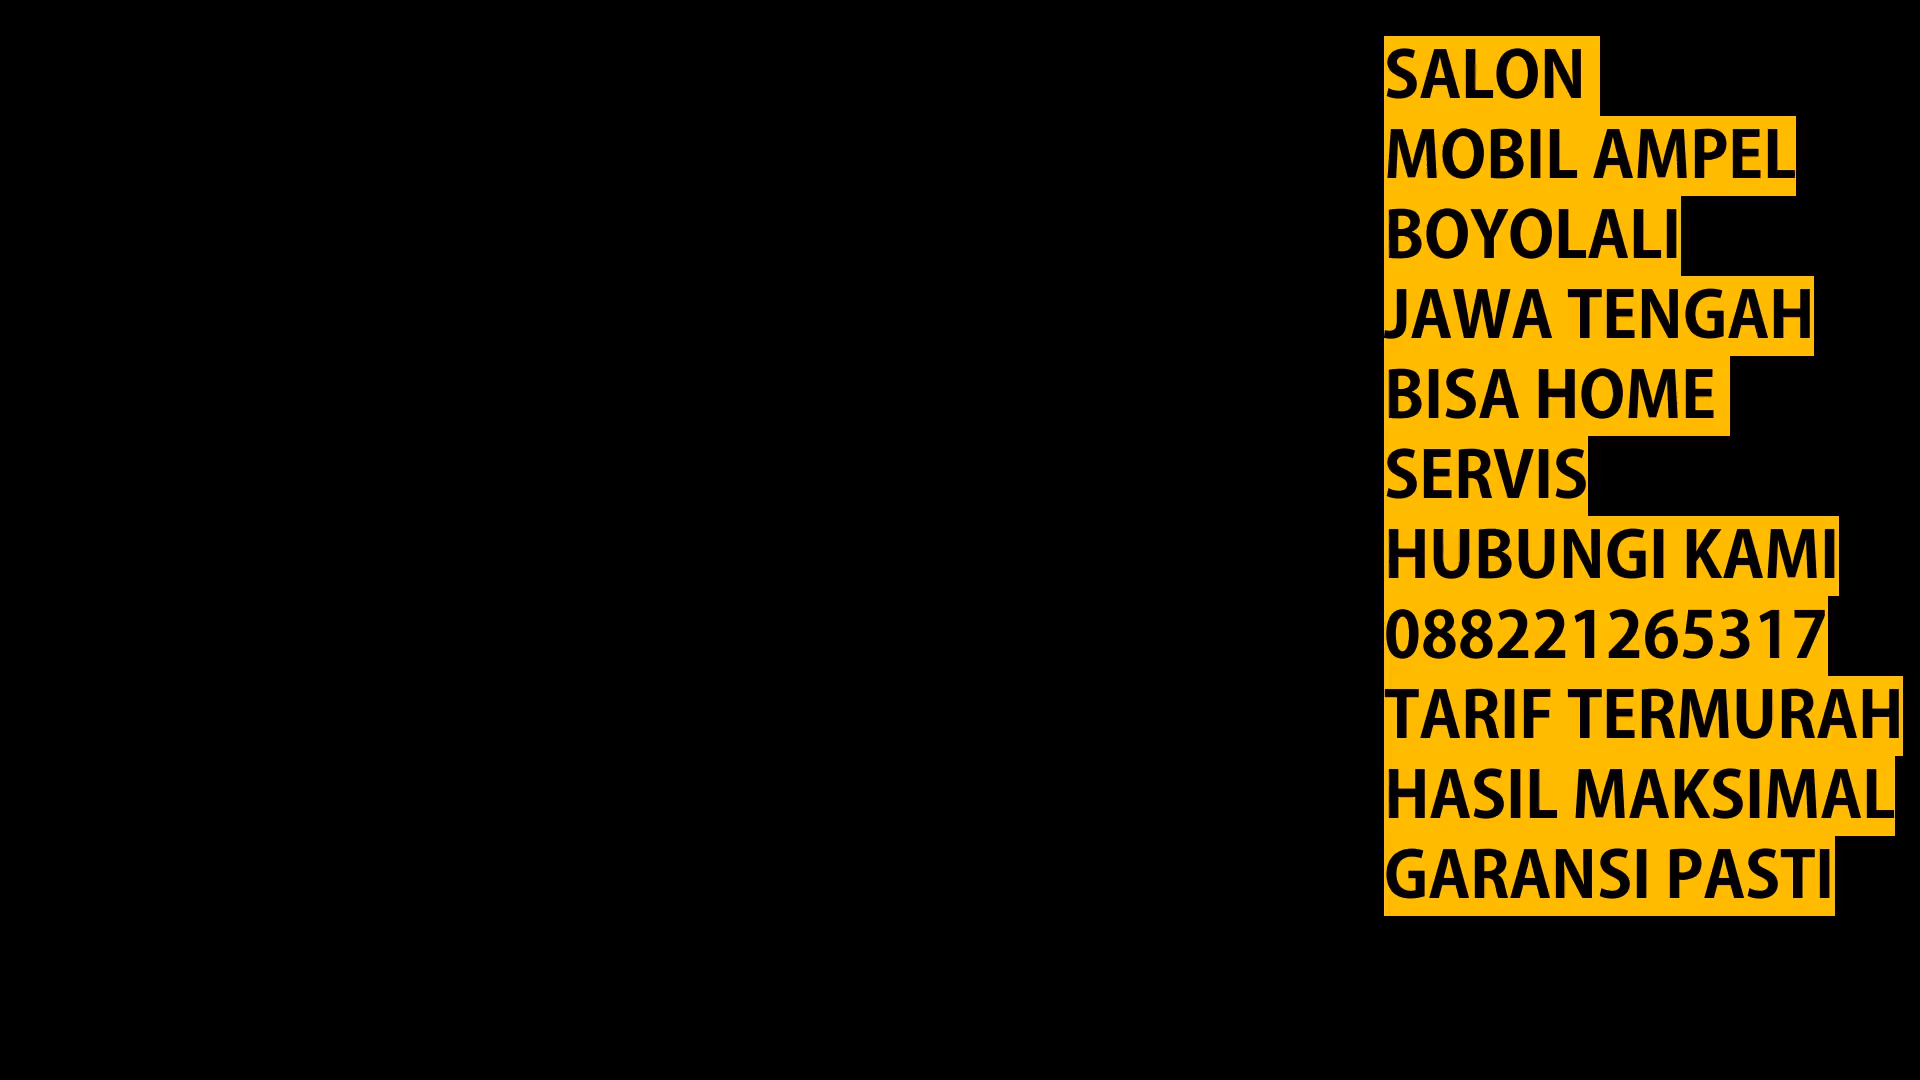 SALON
MOBIL AMPEL
BOYOLALI
JAWA TENGAH
BISA HOME
SERVIS
HUBUNGI KAMI
088221265317
TARIF TERMURAH
HASIL MAKSIMAL
GARANSI PASTI